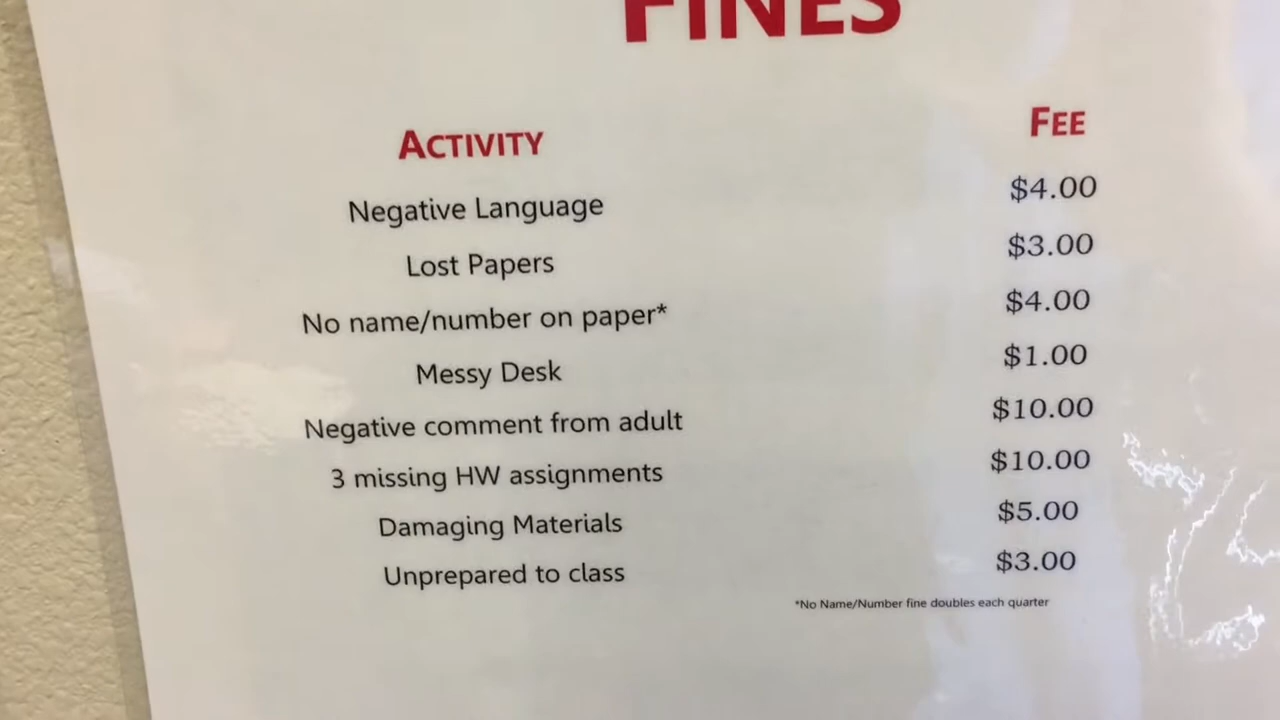 FINES
ACTIVITY FEE
Negative Language $4.00
Lost Papers $3.00
No name/number on paper* $4.00
Messy Desk $1.00
Negative comment from adult $10.00
3 missing HW assignments $10.00
Damaging Materials $5.00
Unprepared to class $3.00
*No Name/Number fine doubles each quarter